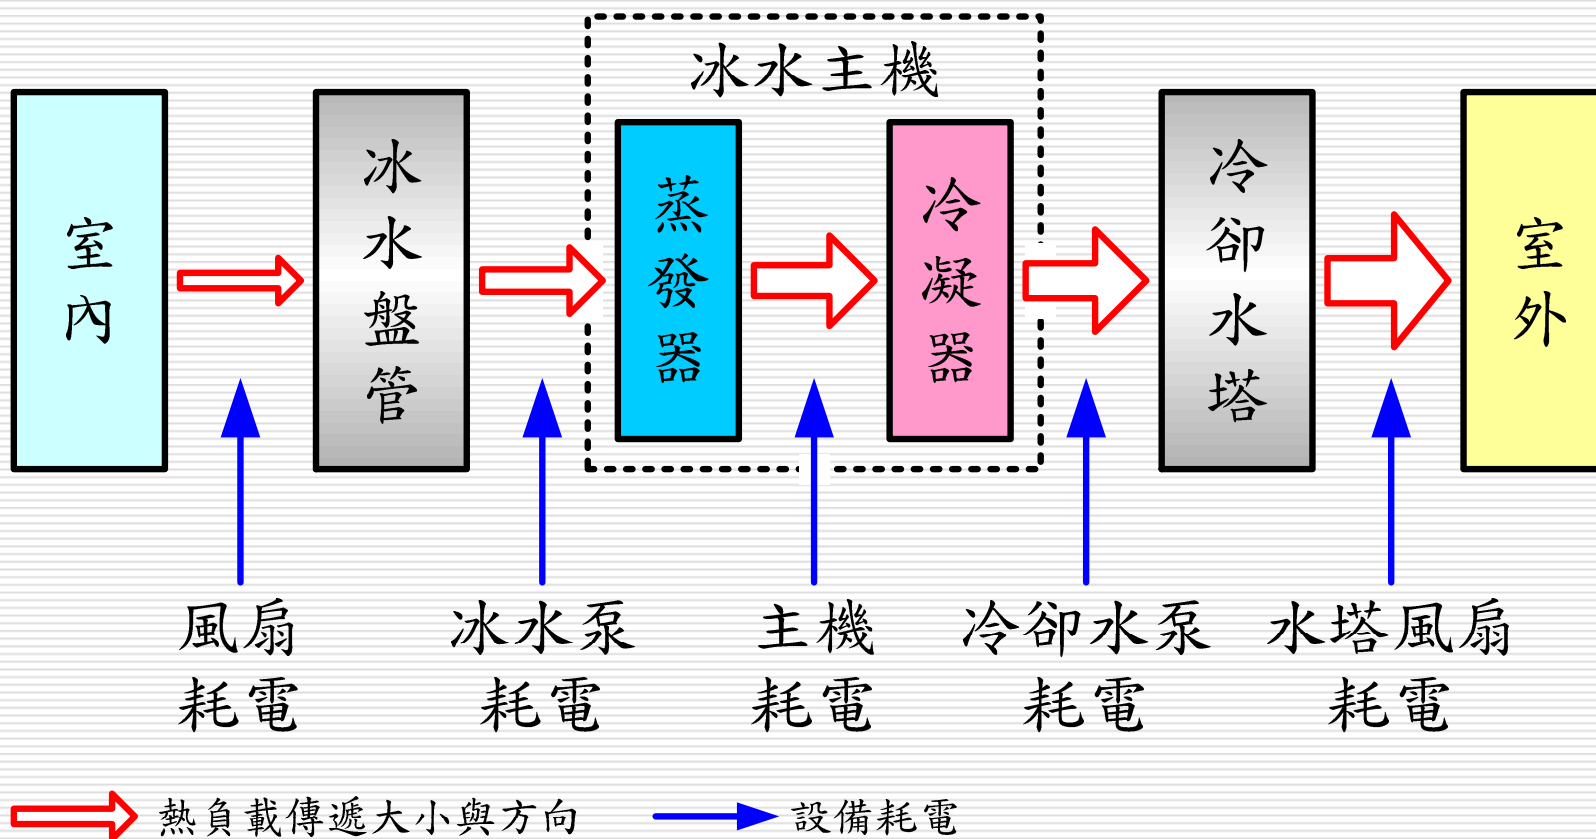 冰水主機
室內
冰水盤管
蒸發器
冷凝器
冷卻水塔
室外
風扇
耗電
冰水泵
耗電
主機
耗電
冷卻水泵
耗電
水塔風扇
耗電
熱負載傳遞大小與方向
設備耗電